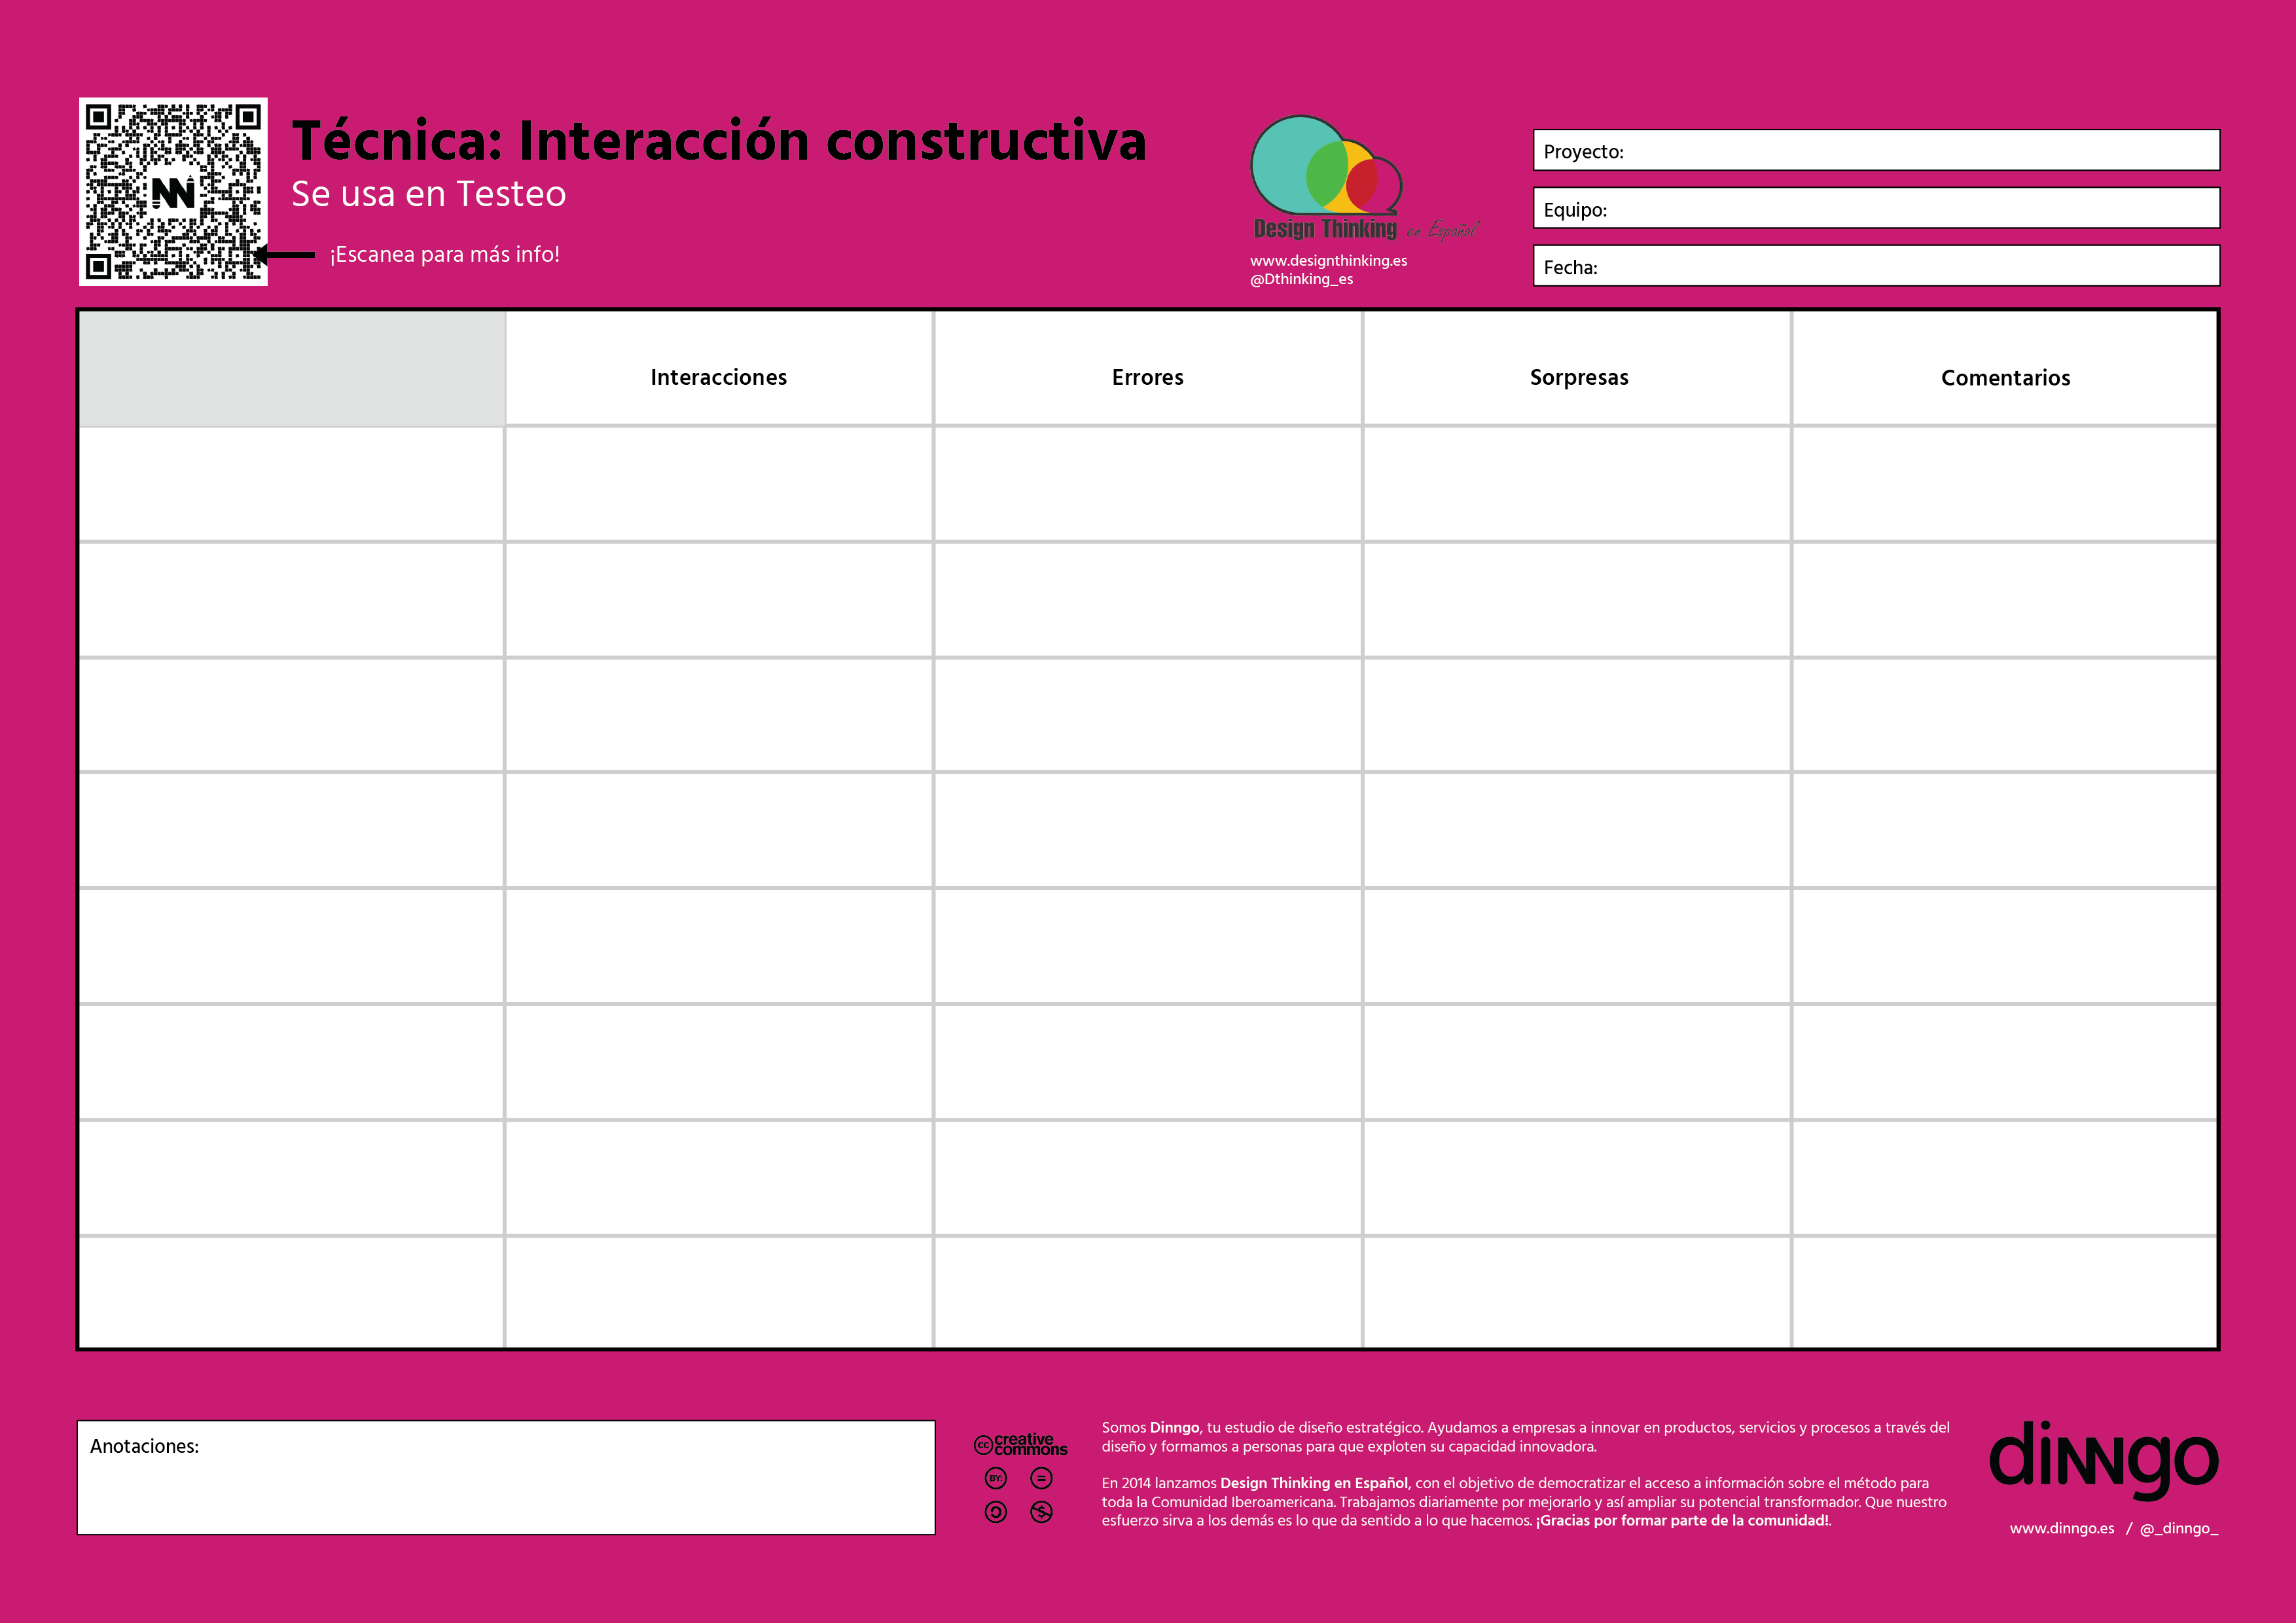 Técnica: Interacción constructiva
Se usa en Testeo
¡Escanea para más info!
Design Thinking en Español
www.designthinking.es
@Dthinking_es
Proyecto:
Equipo:
Fecha:
Interacciones
Errores
Sorpresas
Comentarios
Anotaciones:
cc creative
commons
BY:
Somos Dinngo, tu estudio de diseño estratégico. Ayudamos a empresas a innovar en productos, servicios y procesos a través del
diseño y formamos a personas para que exploten su capacidad innovadora.
En 2014 lanzamos Design Thinking en Español, con el objetivo de democratizar el acceso a información sobre el método para
toda la Comunidad Iberoamericana. Trabajamos diariamente por mejorarlo y así ampliar su potencial transformador. Que nuestro
esfuerzo sirva a los demás es lo que da sentido a lo que hacemos. ¡Gracias por formar parte de la comunidad!.
dinngo
www.dinngo.es / @_dinngo_